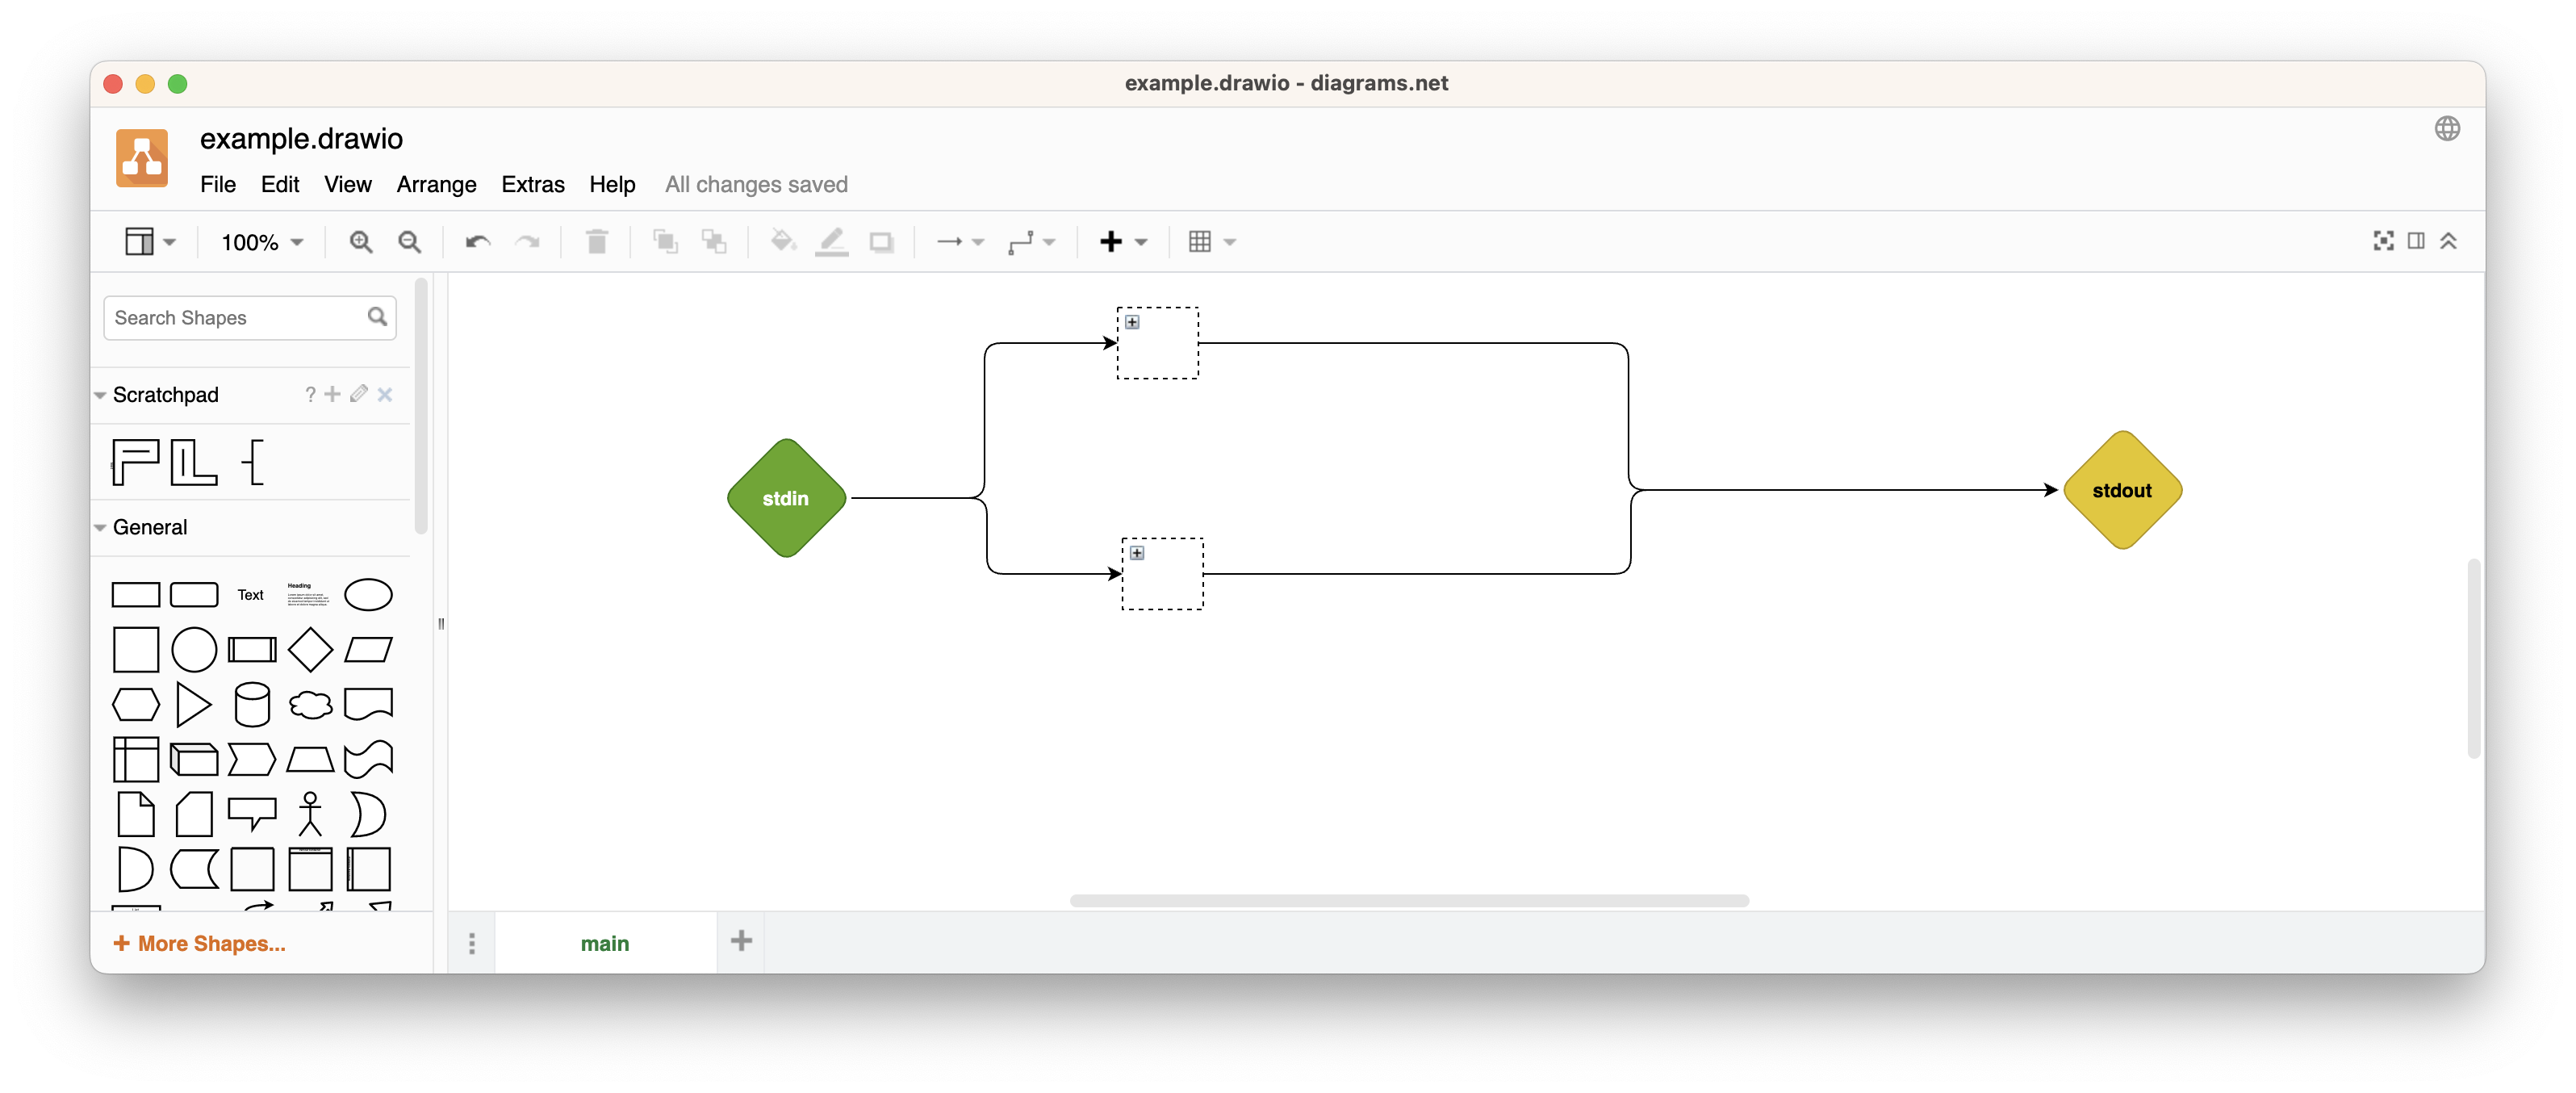 example.drawio - diagrams.net
example.drawio
File Edit View Arrange Extras Help All changes saved
100%
Search Shapes
Scratchpad
?
General
Text
Heading
stdin
stdout
+ More Shapes...
main